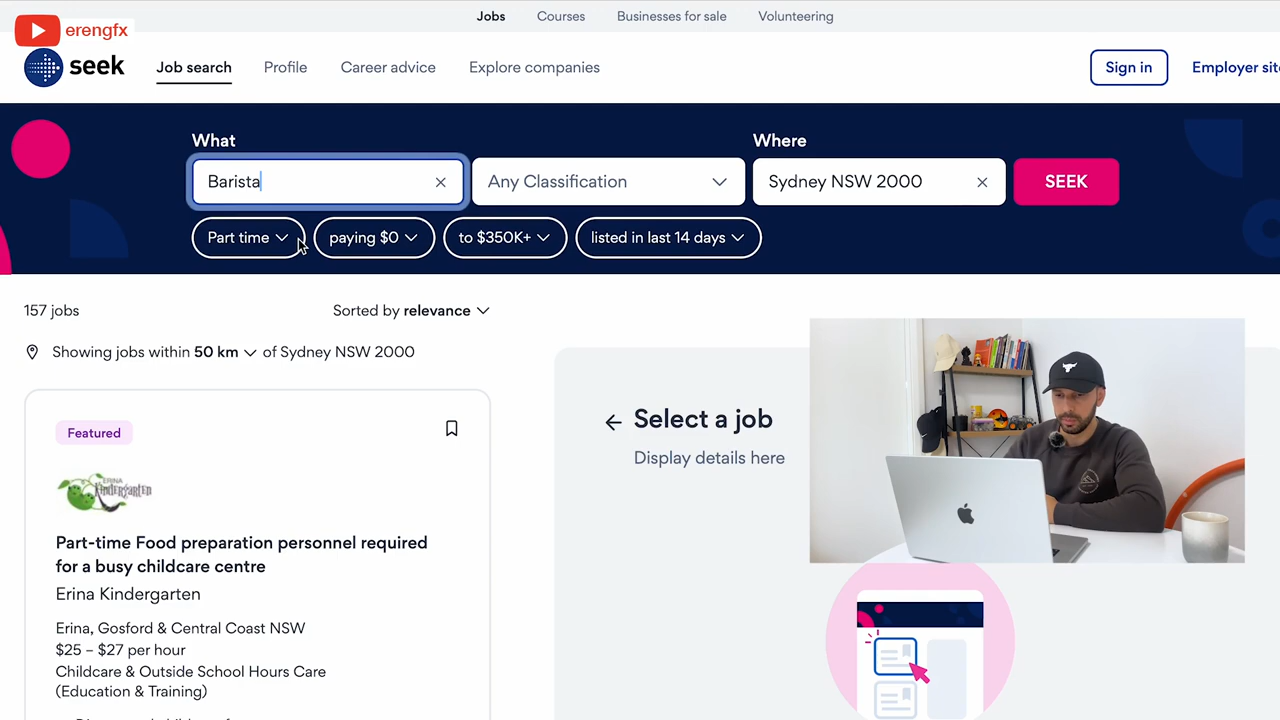 Jobs
Courses
Businesses for sale
Volunteering
erengfx
seek
Job search
Profile
Career advice
Explore companies
Sign in
Employer sit
What
Where
Barista
Any Classification
Sydney NSW 2000
SEEK
Part time
paying $0
to $350K+
listed in last 14 days
157 jobs
Sorted by relevance
Showing jobs within 50 km of Sydney NSW 2000
Featured
ERINA
Kindergarten
Part-time Food preparation personnel required
for a busy childcare centre
Erina Kindergarten
Erina, Gosford & Central Coast NSW
$25 – $27 per hour
Childcare & Outside School Hours Care
(Education & Training)
Select a job
Display details here